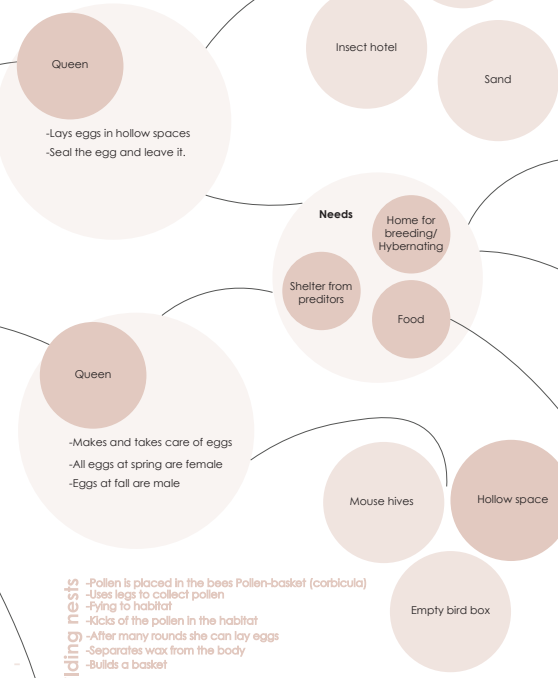 Insect hotel
Sand
Queen
-Lays eggs in hollow spaces
-Seal the egg and leave it.
Needs
Home for
breeding/
Hybernating
Shelter from
preditors
Food
Queen
-Makes and takes care of eggs
-All eggs at spring are female
-Eggs at fall are male
Mouse hives
Hollow space
Empty bird box
lding nests
-Pollen is placed in the bees Pollen-basket (corbicula)
-Uses legs to collect pollen
-Fying to habitat
-Kicks of the pollen in the habitat
-After many rounds she can lay eggs
-Separates wax from the body
-Builds a basket